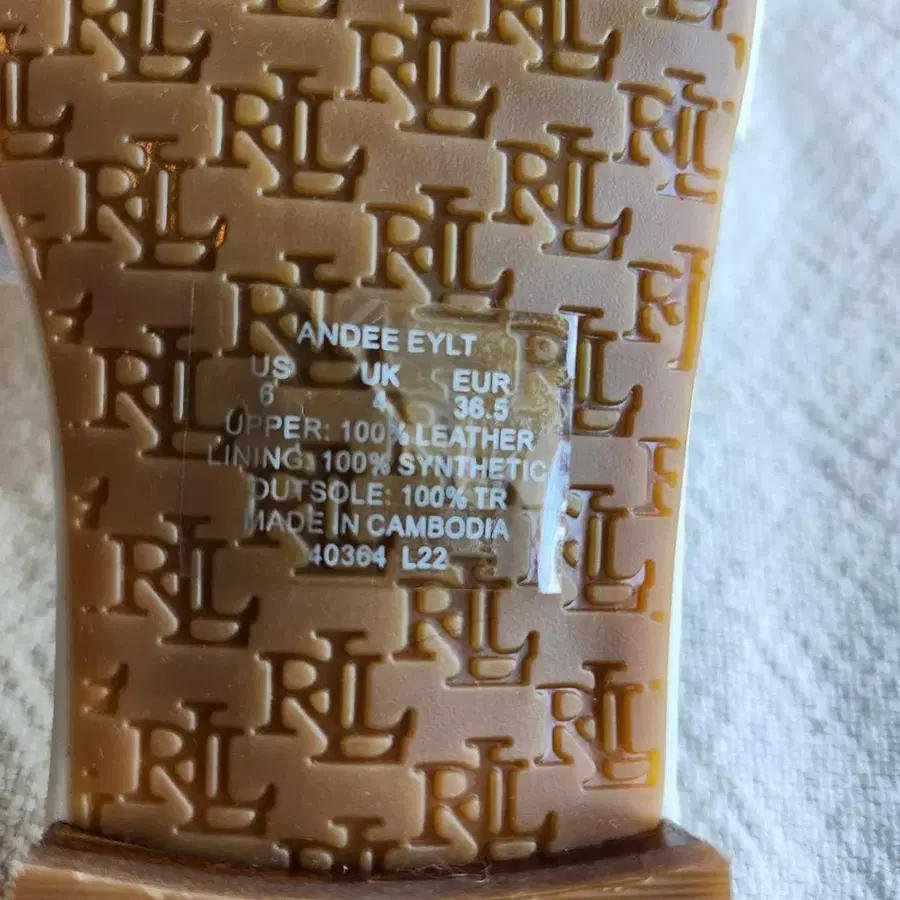 ANDEE EYLT
US UK EUR
6 4 36.5
UPPER: 100% LEATHER
LINING: 100% SYNTHETIC
OUTSOLE: 100% TR
MADE IN CAMBODIA
40364 L22